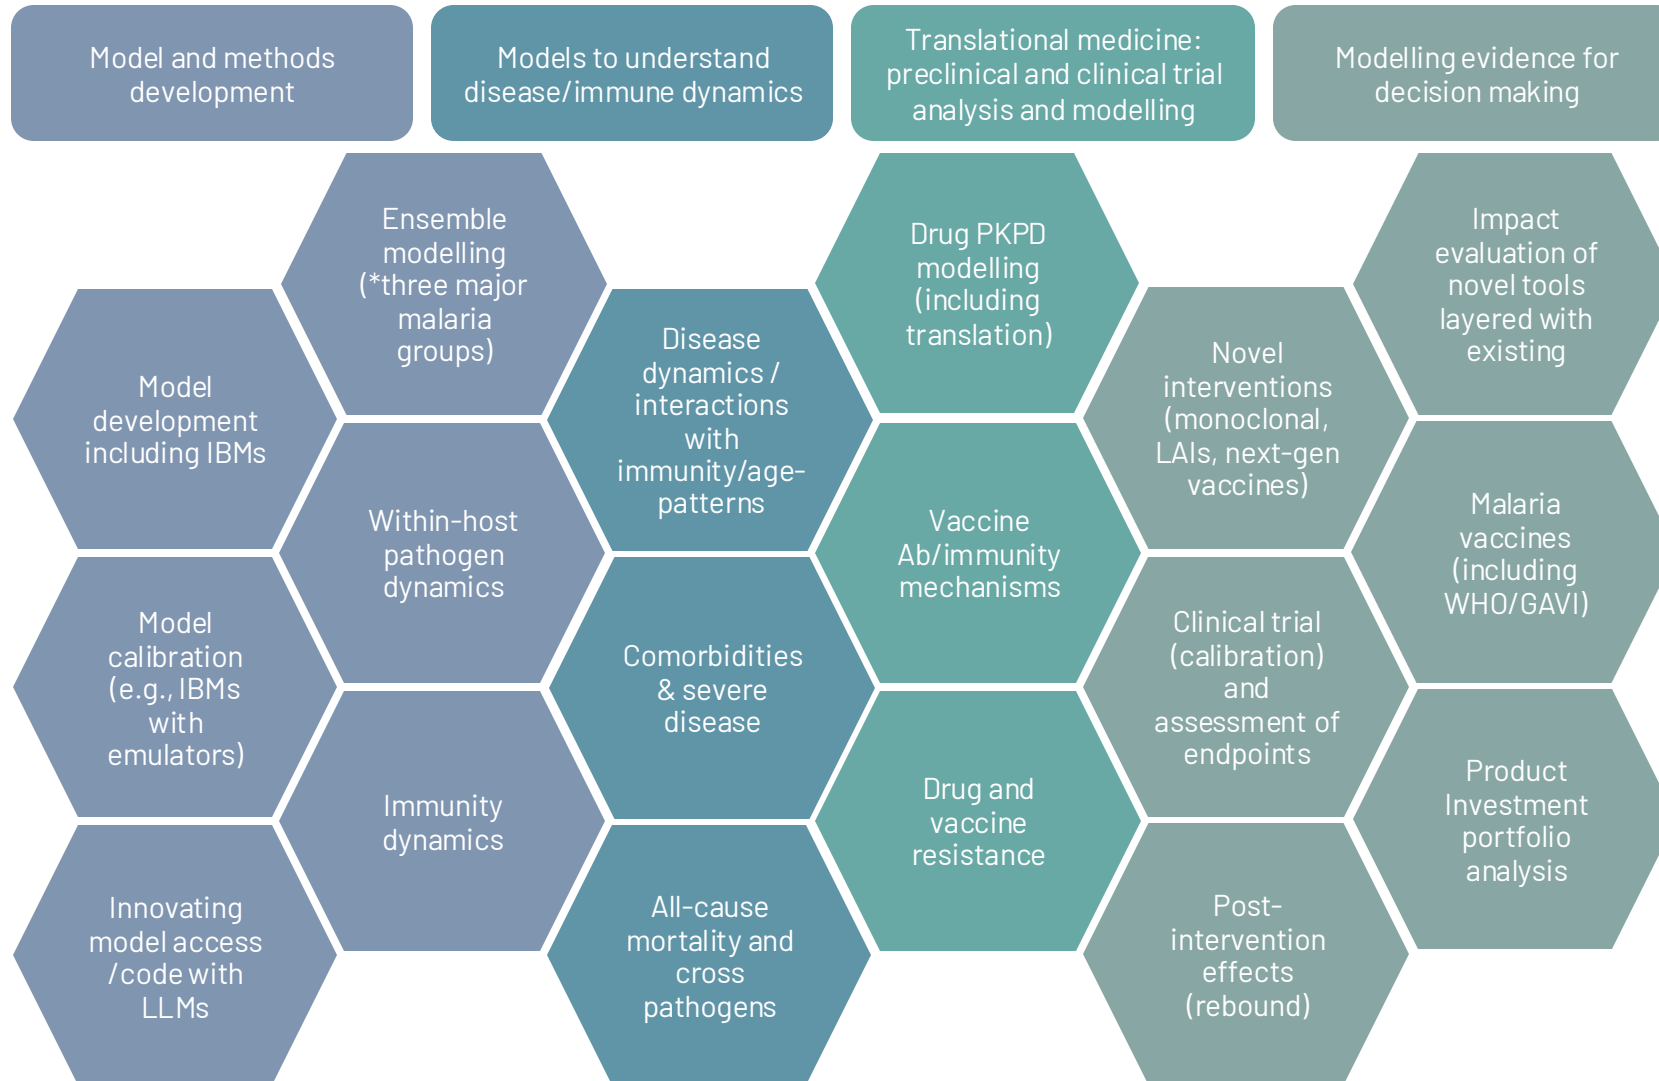 Model and methods
development
Models to understand
disease/immune dynamics
Translational medicine:
preclinical and clinical trial
analysis and modelling
Modelling evidence for
decision making
Model
development
including IBMs
Model
calibration
(e.g., IBMs
with
emulators)
Innovating
model access
/code with
LLMs
Ensemble
modelling
(*three major
malaria
groups)
Within-host
pathogen
dynamics
Immunity
dynamics
Disease
dynamics /
interactions
with
immunity/age-
patterns
Comorbidities
& severe
disease
All-cause
mortality and
cross
pathogens
Drug PKPD
modelling
(including
translation)
Vaccine
Ab/immunity
mechanisms
Drug and
vaccine
resistance
Novel
interventions
(monoclonal,
LAIs, next-gen
vaccines)
Clinical trial
(calibration)
and
assessment of
endpoints
Post-
intervention
effects
(rebound)
Impact
evaluation of
novel tools
layered with
existing
Malaria
vaccines
(including
WHO/GAVI)
Product
Investment
portfolio
analysis